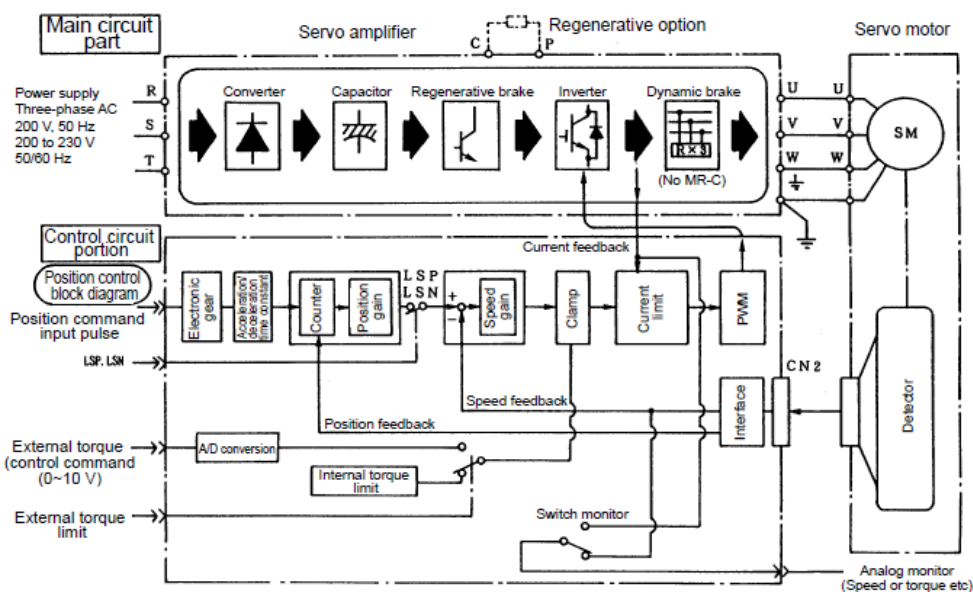 Main circuit
part
Servo amplifier
C
P
Regenerative option
Servo motor
Power supply
Three-phase AC
200 V, 50 Hz
200 to 230 V
50/60 Hz
R
S
T
Converter
Capacitor
Regenerative brake
Inverter
Dynamic brake
R×3
(No MR-C)
U
V
W
U
V
W
SM
Control circuit
portion
Position control
block diagram
Position command
input pulse
Current feedback
Electronic
gear
Acceleration/
deceleration
time constant
Counter
Position
gain
LSP
LSN
+
−
Speed
gain
Clamp
Current
limit
PWM
LSP, LSN
CN2
Interface
Detector
Speed feedback
Position feedback
External torque
(control command
(0~10 V)
A/D conversion
Internal torque
limit
External torque
limit
Switch monitor
Analog monitor
(Speed or torque etc)